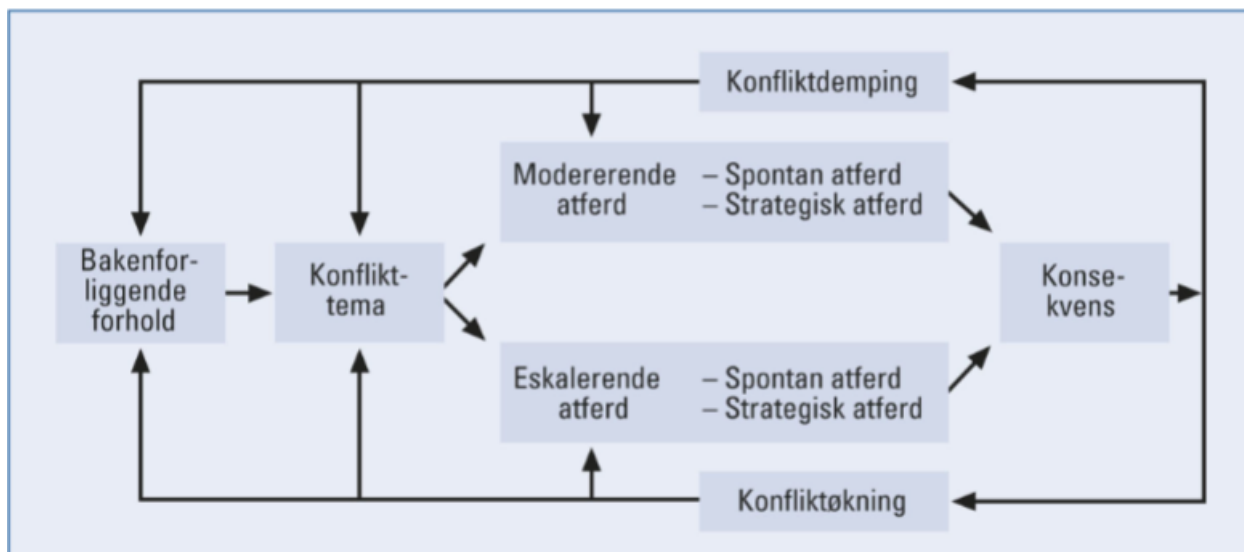 Konfliktdemping
Modererende – Spontan atferd
atferd – Strategisk atferd
Bakenfor-
liggende
forhold
Konflikt-
tema
Konse-
kvens
Eskalerende – Spontan atferd
atferd – Strategisk atferd
Konfliktøkning